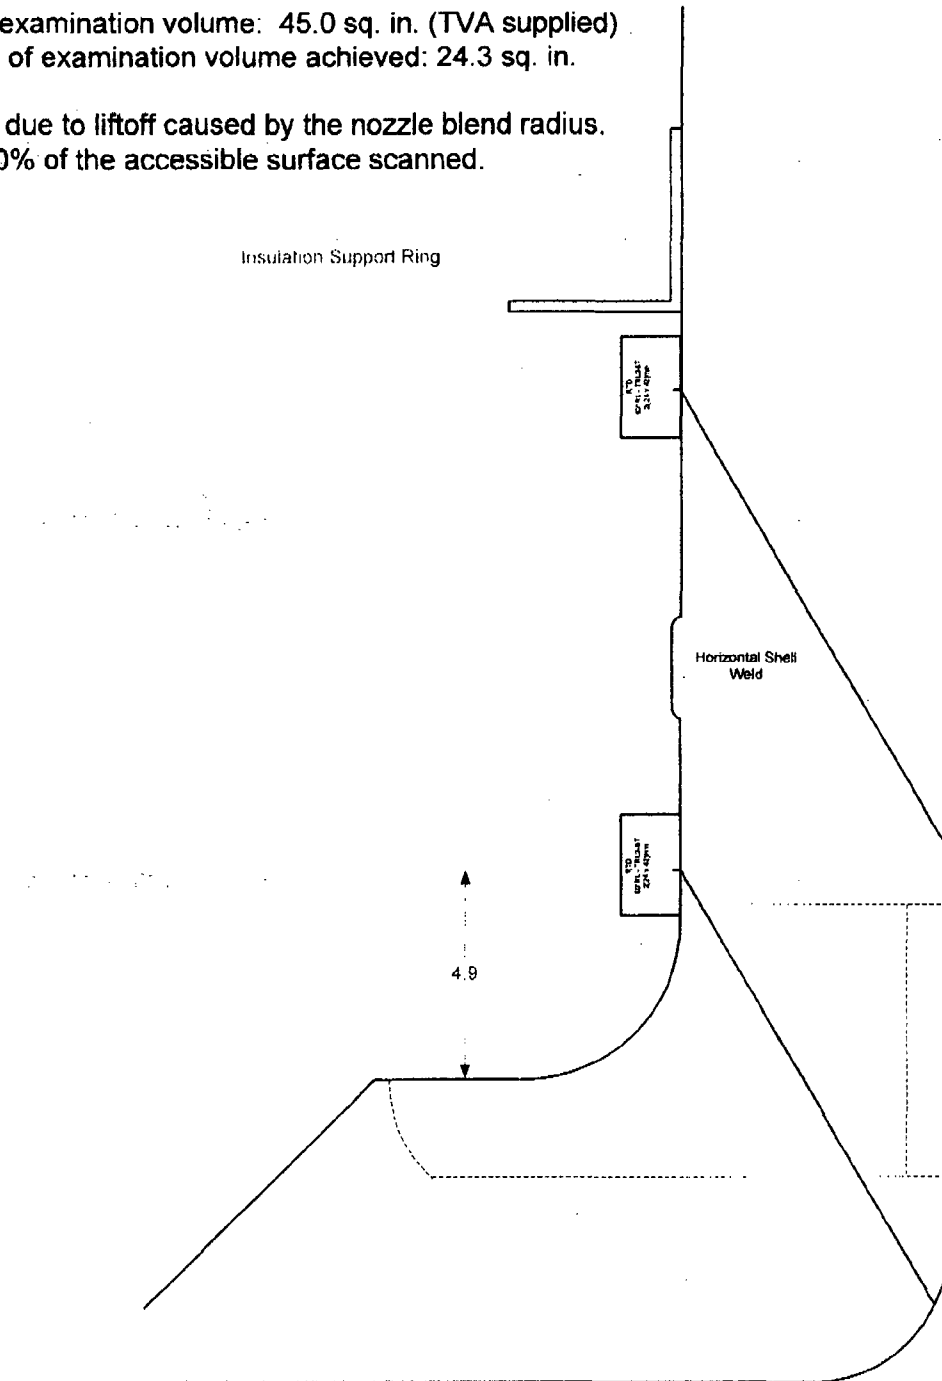 examination volume: 45.0 sq. in. (TVA supplied)
of examination volume achieved: 24.3 sq. in.
due to liftoff caused by the nozzle blend radius.
0% of the accessible surface scanned.
Insulation Support Ring
RTD
Horizontal Shell
Weld
RTD
4.9